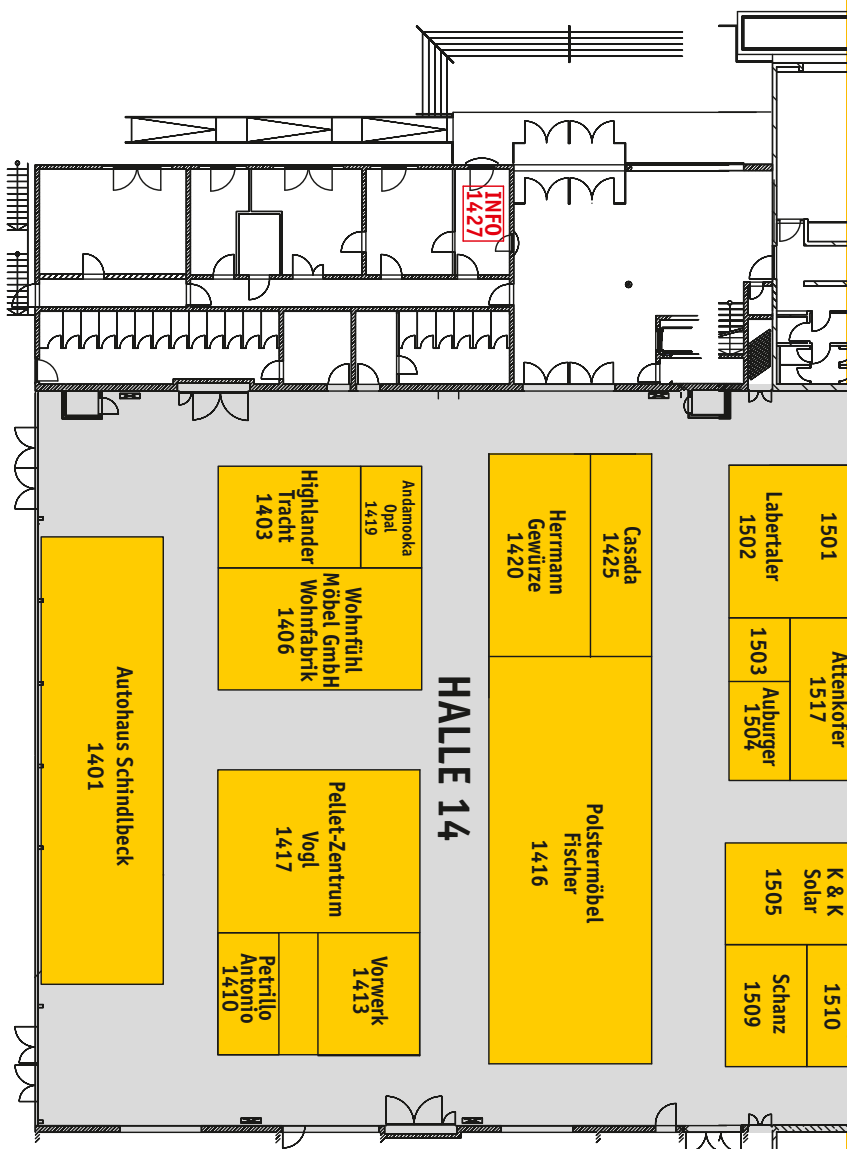 INFO
1427
Highlander
Tracht
1403
Andamooka
Opal
1419
Wohnfühl
Möbel GmbH
Wohnfabrik
1406
Autohaus Schindlbeck
1401
Pellet-Zentrum
Vogl
1417
Petrillo
Antonio
1410
Vorwerk
1413
HALLE 14
Herrmann
Gewürze
1420
Casada
1425
Polstermöbel
Fischer
1416
1501
Labertaler
1502
1503
Attenkofer
1517
Auburger
1504
K & K
Solar
1505
Schanz
1509
1510